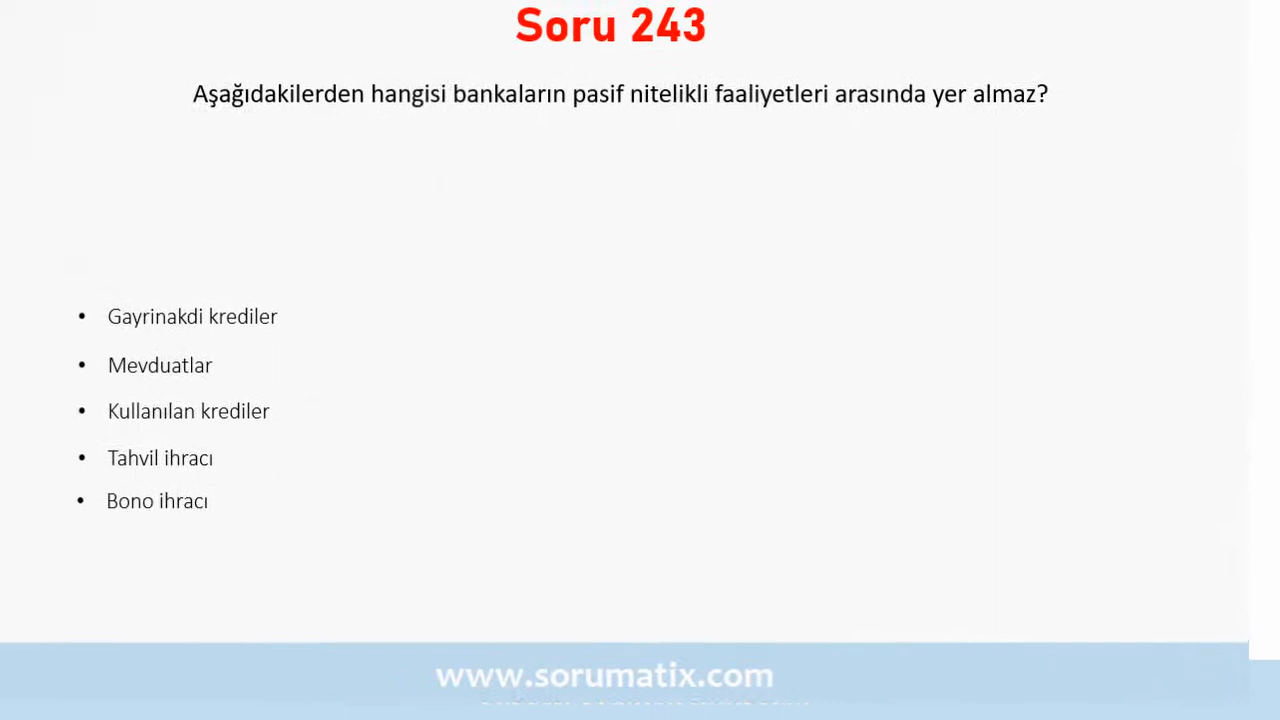 Soru 243
Aşağıdakilerden hangisi bankaların pasif nitelikli faaliyetleri arasında yer almaz?
• Gayrinakdi krediler
• Mevduatlar
• Kullanılan krediler
• Tahvil ihracı
• Bono ihracı
www.sorumatix.com